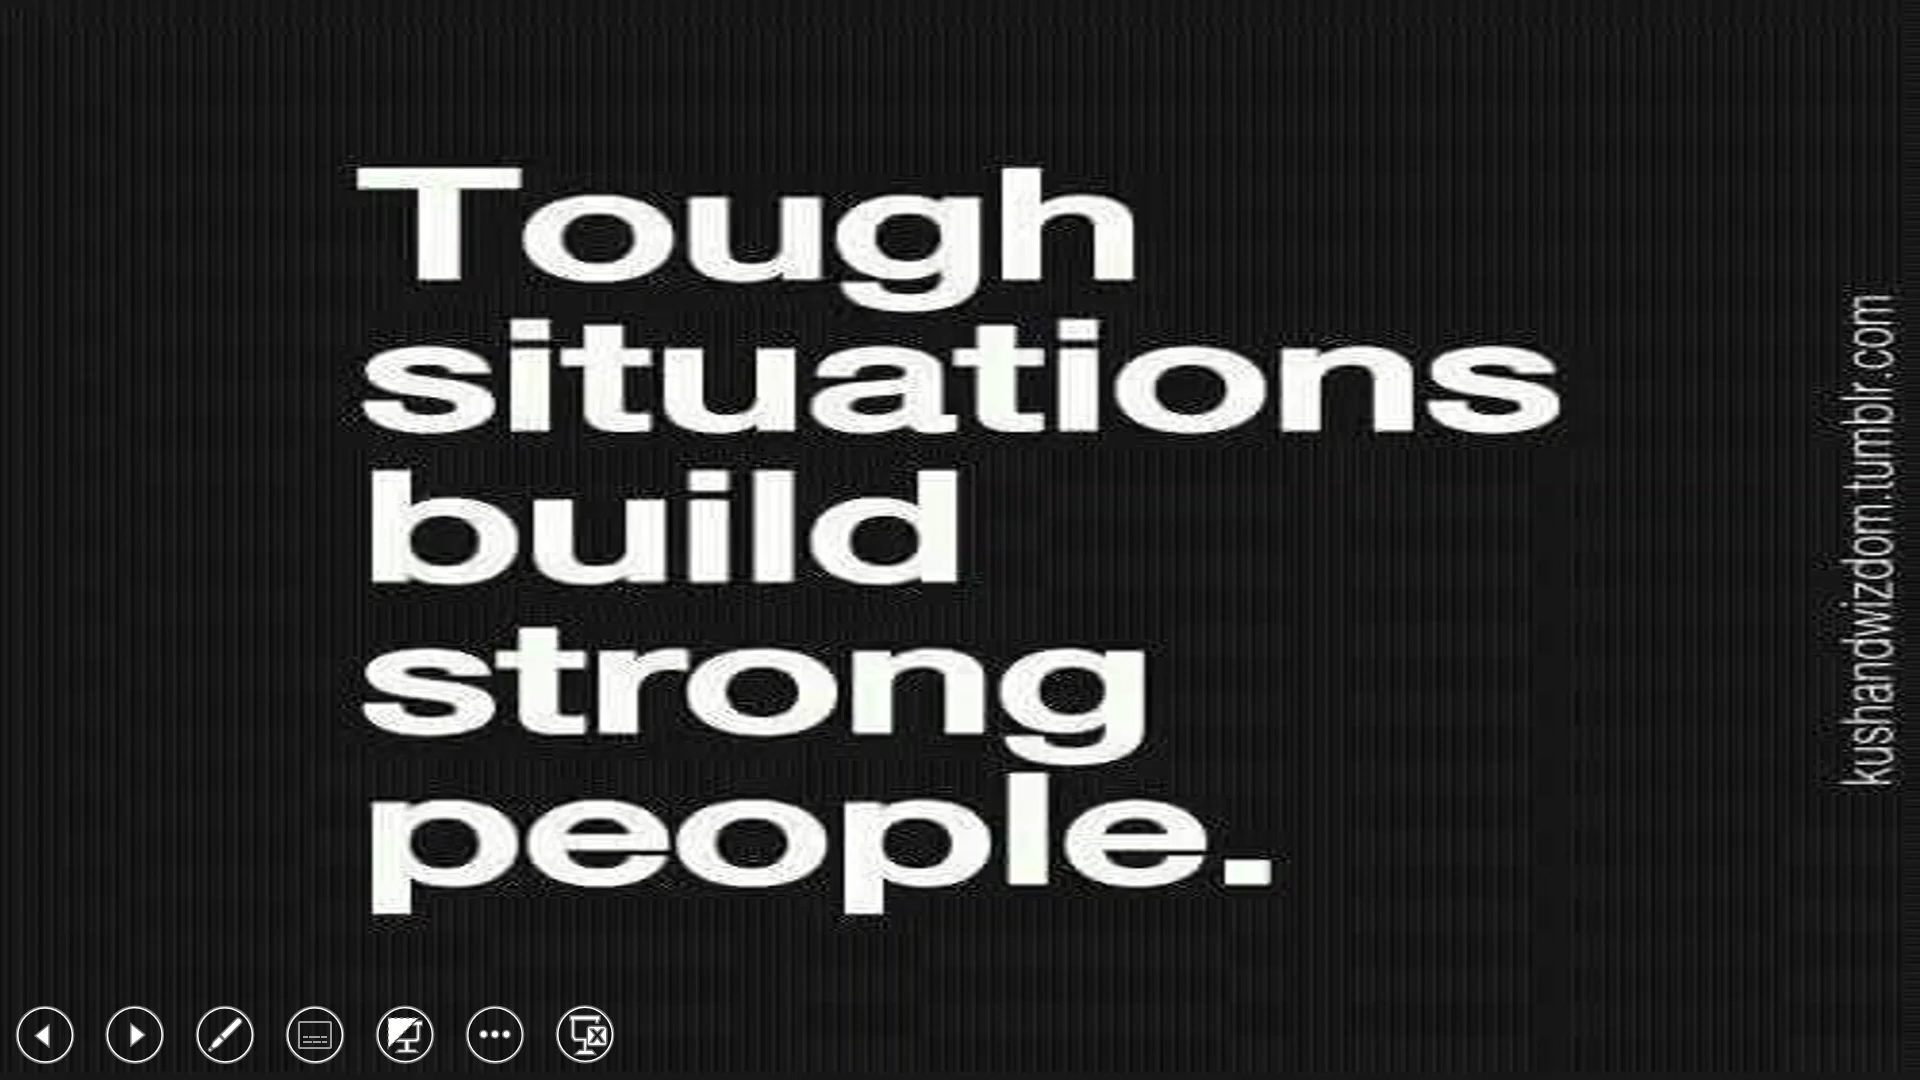 Tough
situations
build
strong
people.
kushandwizdom.tumblr.com